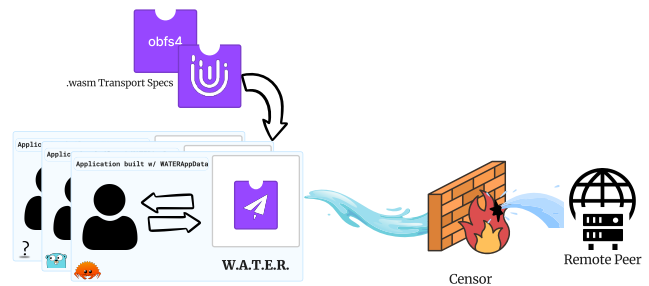 obfs4
.wasm Transport Specs
Applica
Applic
Application built w/ WATERAppData
?
W.A.T.E.R.
Censor
Remote Peer